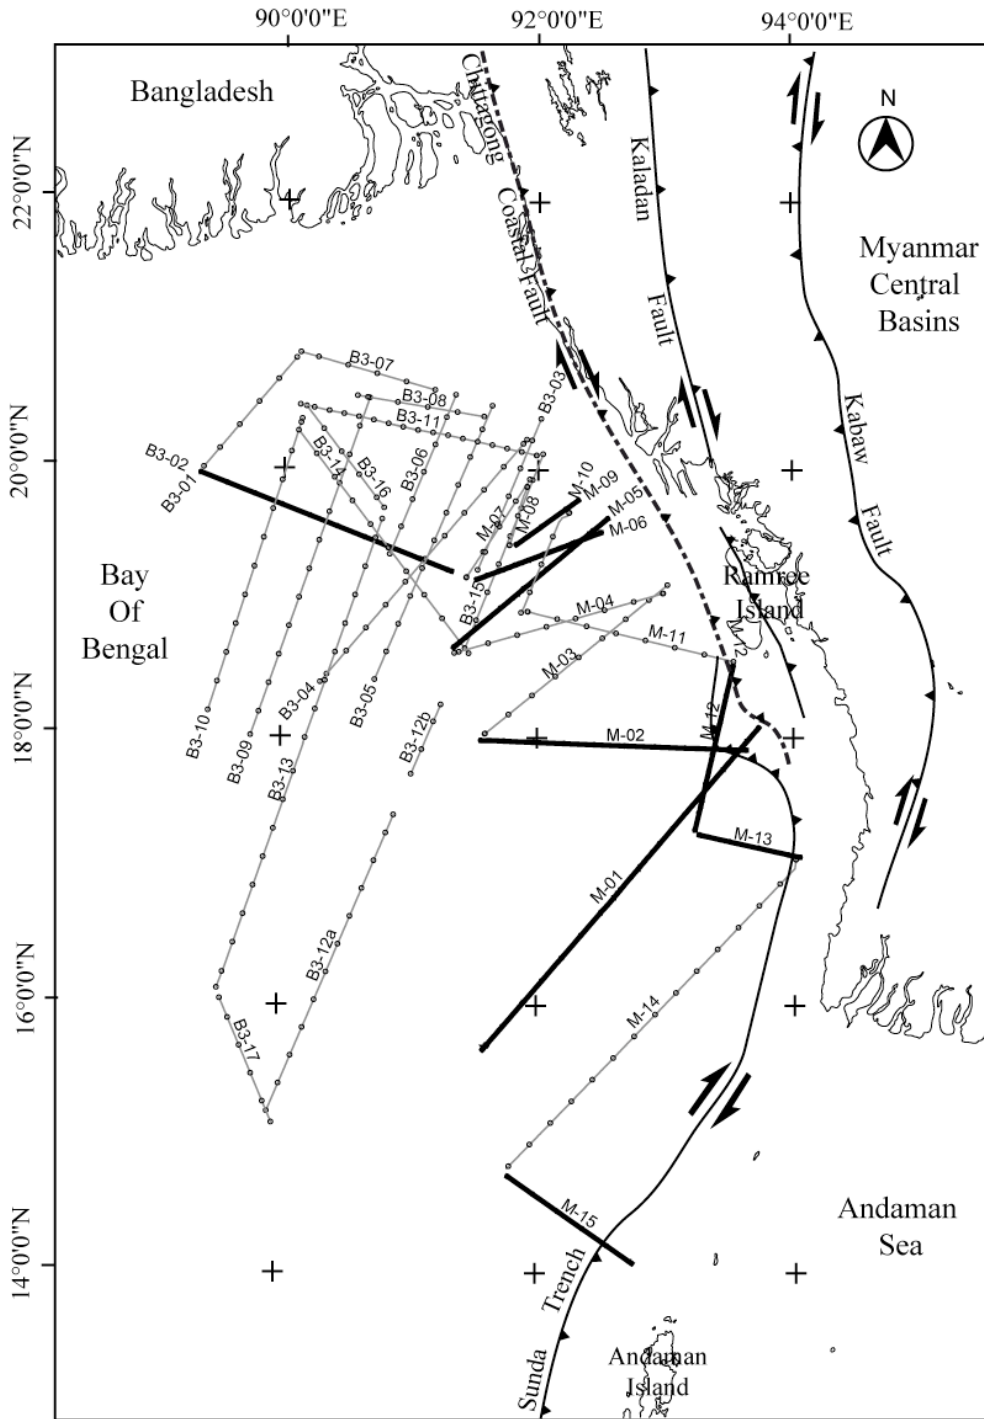 90°0'0"E
92°0'0"E
94°0'0"E
22°0'0"N
20°0'0"N
18°0'0"N
16°0'0"N
14°0'0"N
Bangladesh
N
Chittagong
Coastal Fault
Kaladan
Fault
Myanmar
Central
Basins
Kabaw
Fault
B3-07
B3-08
B3-11
B3-03
B3-02
B3-01
B3-14
B3-16
B3-06
M-10
M-09
M-05
M-06
M-07
M-08
B3-15
Bay
Of
Bengal
Ramree
Island
M-04
M-11
M-12
M-03
B3-04
B3-05
B3-10
B3-09
B3-13
B3-12b
M-02
M-12
M-13
M-01
B3-12a
M-14
B3-17
M-15
Andaman
Sea
Sunda
Trench
Andaman
Island